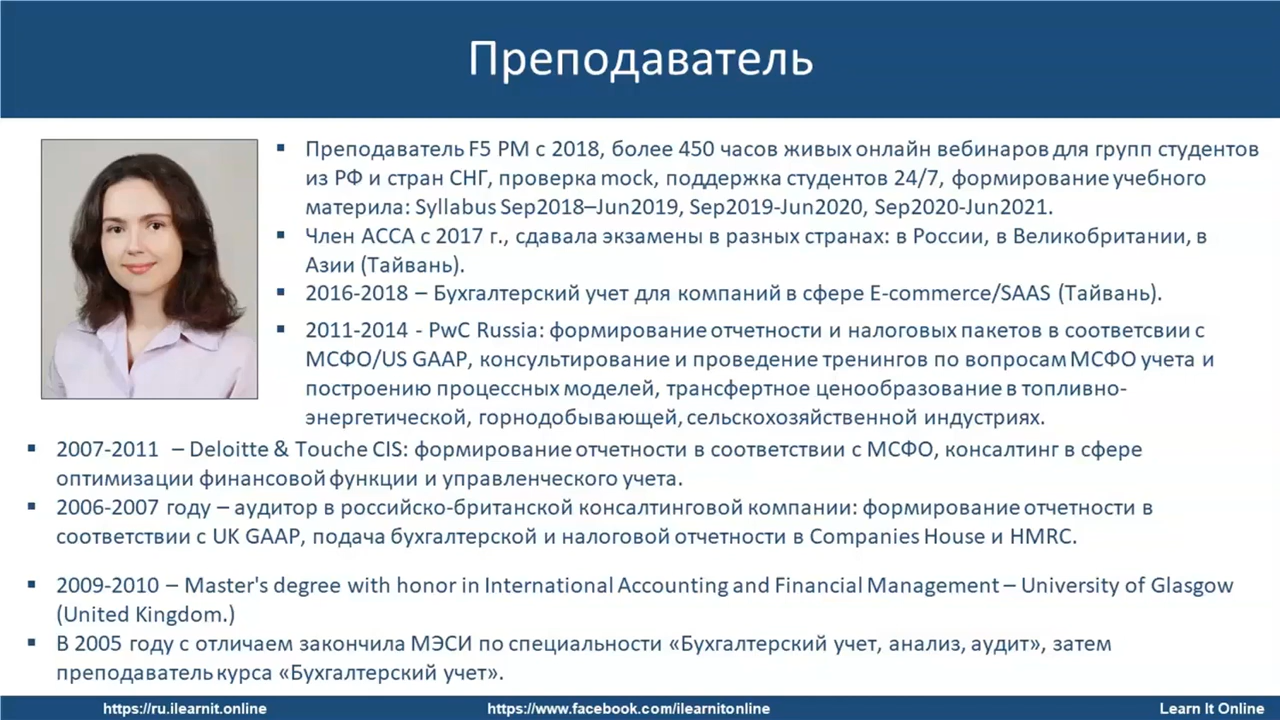 Преподаватель
▪ Преподаватель F5 PM с 2018, более 450 часов живых онлайн вебинаров для групп студентов
из РФ и стран СНГ, проверка mock, поддержка студентов 24/7, формирование учебного
материла: Syllabus Sep2018–Jun2019, Sep2019-Jun2020, Sep2020-Jun2021.
▪ Член ACCA с 2017 г., сдавала экзамены в разных странах: в России, в Великобритании, в
Азии (Тайвань).
▪ 2016-2018 – Бухгалтерский учет для компаний в сфере E-commerce/SAAS (Тайвань).
▪ 2011-2014 - PwC Russia: формирование отчетности и налоговых пакетов в соответсвии с
МСФО/US GAAP, консультирование и проведение тренингов по вопросам МСФО учета и
построению процессных моделей, трансфертное ценообразование в топливно-
энергетической, горнодобывающей, сельскохозяйственной индустриях.
▪ 2007-2011 – Deloitte & Touche CIS: формирование отчетности в соответствии с МСФО, консалтинг в сфере
оптимизации финансовой функции и управленческого учета.
▪ 2006-2007 году – аудитор в российско-британской консалтинговой компании: формирование отчетности в
соответствии с UK GAAP, подача бухгалтерской и налоговой отчетности в Companies House и HMRC.
▪ 2009-2010 – Master's degree with honor in International Accounting and Financial Management – University of Glasgow
(United Kingdom.)
▪ В 2005 году с отличаем закончила МЭСИ по специальности «Бухгалтерский учет, анализ, аудит», затем
преподаватель курса «Бухгалтерский учет».
https://ru.ilearnit.online https://www.facebook.com/ilearnitonline Learn It Online